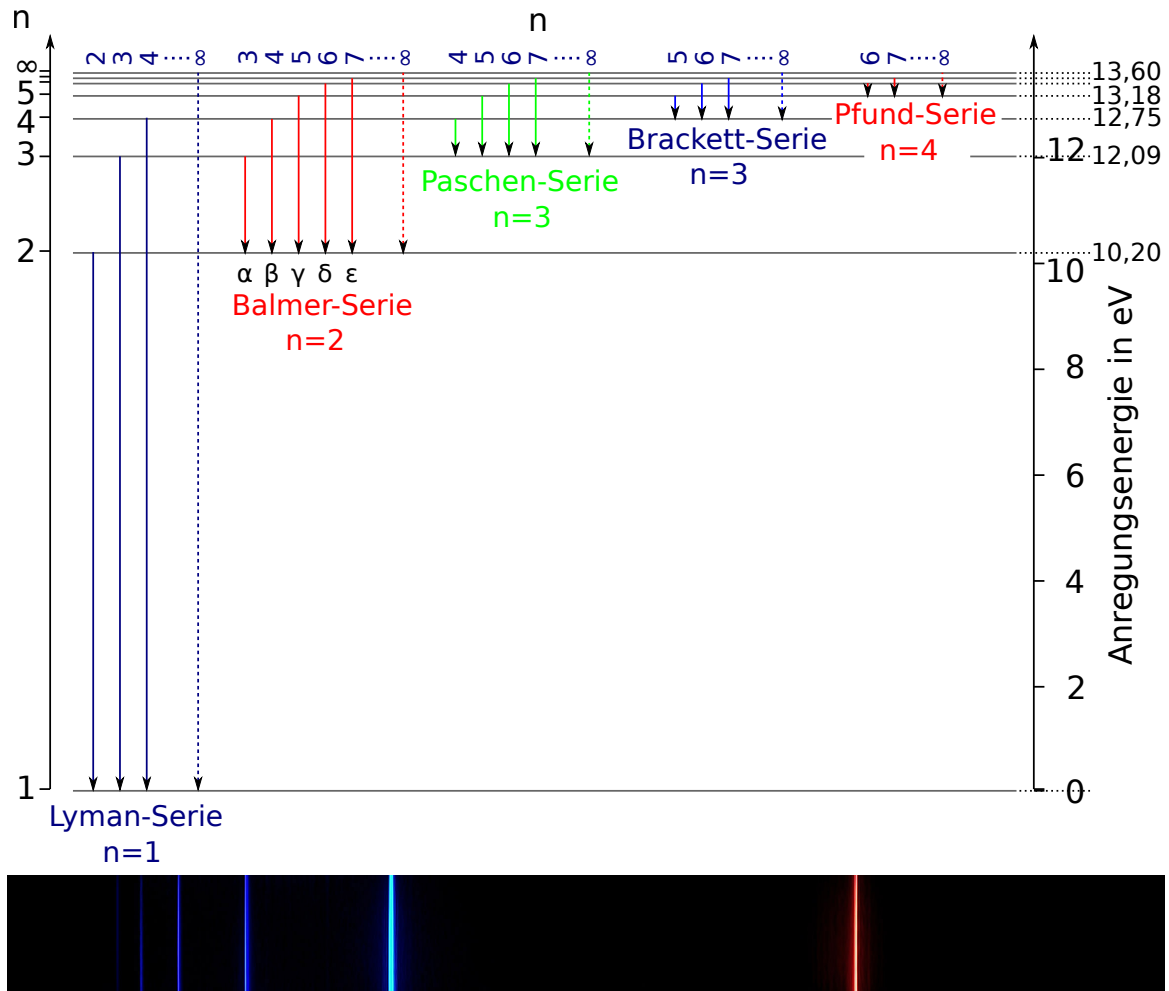 n
n
2 3 4 ····· ∞
3 4 5 6 7 ····· ∞
4 5 6 7 ····· ∞
5 6 7 ····· ∞
6 7 ····· ∞
∞
5
4
3
2
1
13,60
13,18
12,75
12,09
10,20
12
10
8
6
4
2
0
Anregungsenergie in eV
Pfund-Serie
n=4
Brackett-Serie
n=3
Paschen-Serie
n=3
α β γ δ ε
Balmer-Serie
n=2
Lyman-Serie
n=1